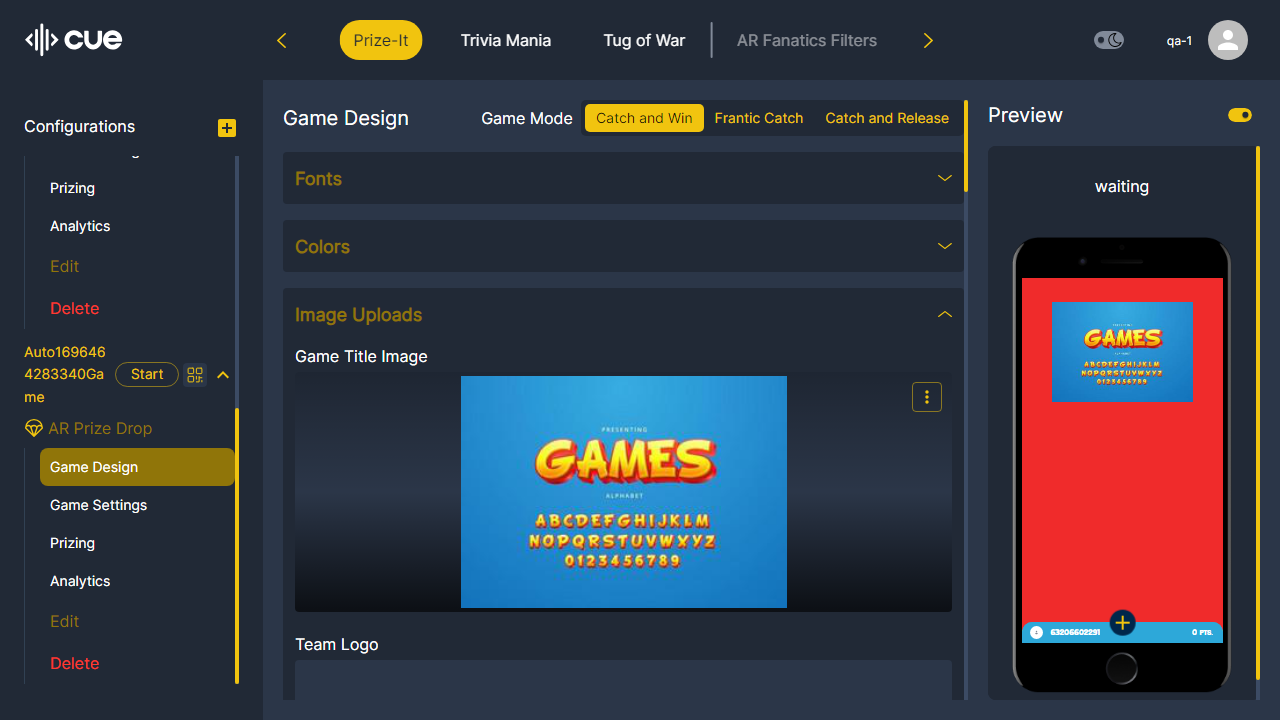 cue
Prize-It
Trivia Mania
Tug of War
AR Fanatics Filters
qa-1
Configurations
Prizing
Analytics
Edit
Delete
Auto169646
4283340Ga
me
Start
AR Prize Drop
Game Design
Game Settings
Prizing
Analytics
Edit
Delete
Game Design
Game Mode
Catch and Win
Frantic Catch
Catch and Release
Fonts
Colors
Image Uploads
Game Title Image
PRESENTING
GAMES
ALPHABET
ABCDEFGHIJKLM
NOPQRSTUVWXYZ
0123456789
Team Logo
Preview
waiting
GAMES
ABCDEFGHIJKLM
NOPQRSTUVWXYZ
0123456789
63206602291
0 PTS.